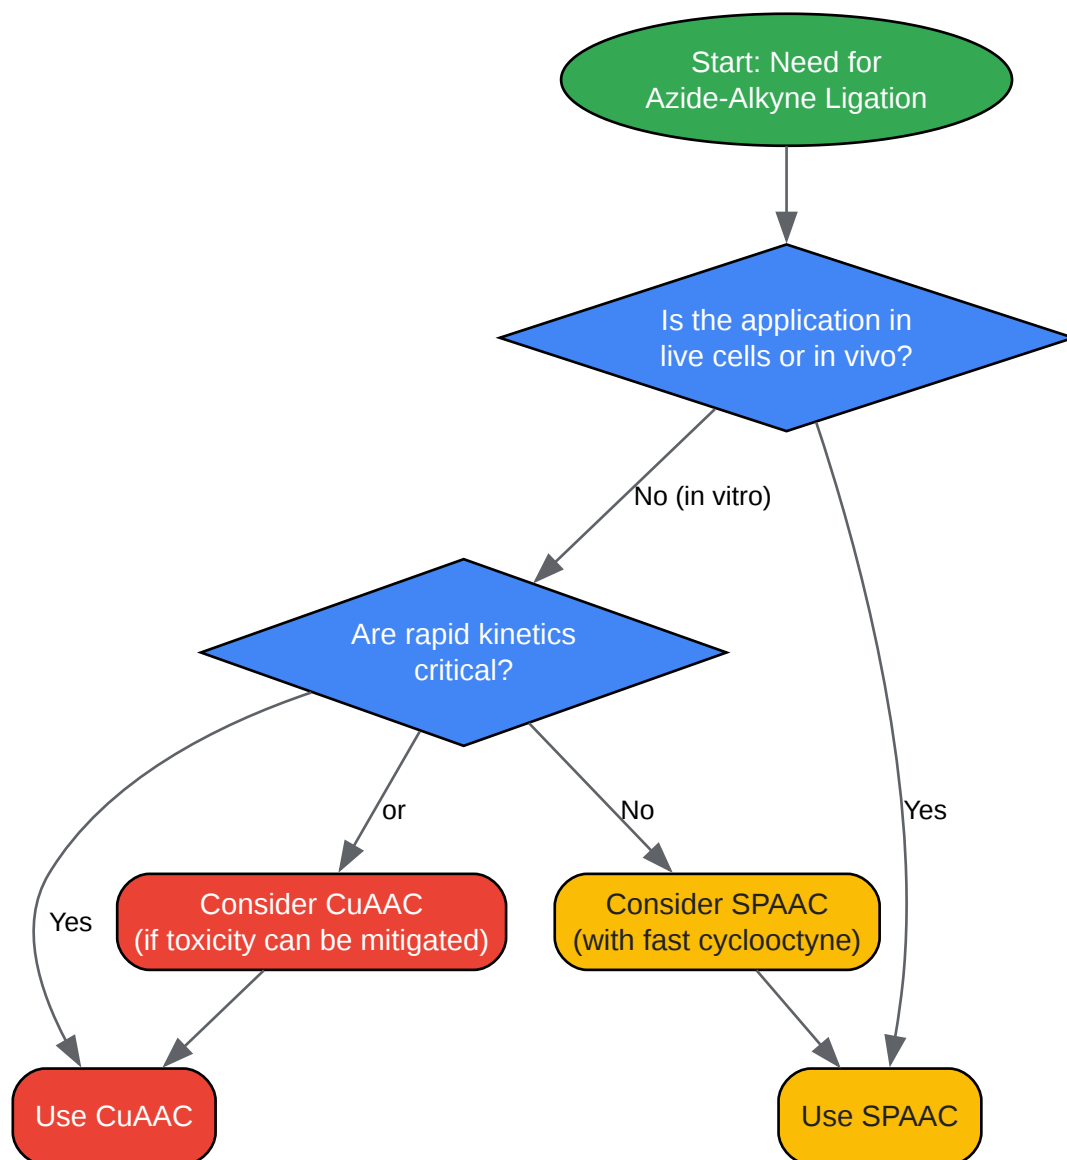 Start: Need for
Azide-Alkyne Ligation
Is the application in
live cells or in vivo?
No (in vitro)
Are rapid kinetics
critical?
or
No
Yes
Consider CuAAC
(if toxicity can be mitigated)
Consider SPAAC
(with fast cyclooctyne)
Yes
Use CuAAC
Use SPAAC